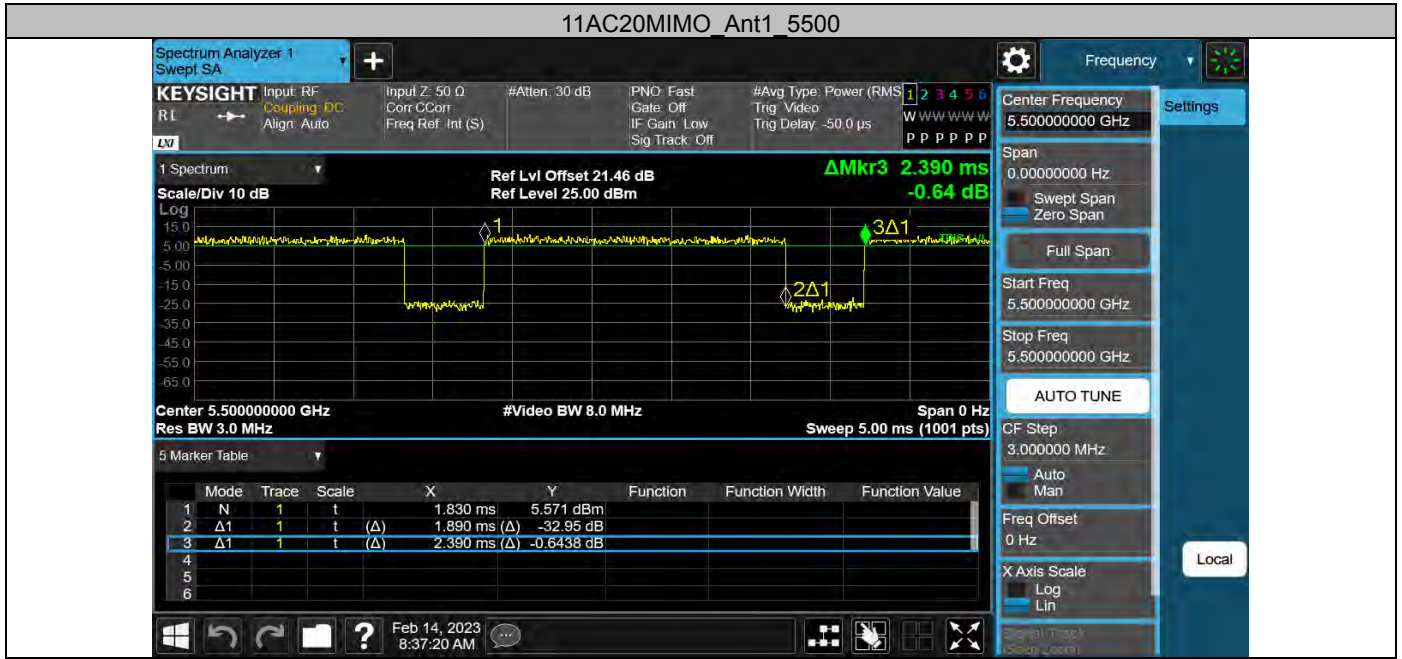 11AC20MIMO_Ant1_5500
Spectrum Analyzer 1
Swept SA
+
Frequency
KEYSIGHT
RL
LXI
Input: RF
Coupling: DC
Align: Auto
Input Z: 50 Ω
Corr CCorr
Freq Ref: Int (S)
#Atten: 30 dB
PNO: Fast
Gate: Off
IF Gain: Low
Sig Track: Off
#Avg Type: Power (RMS
Trig: Video
Trig Delay: -50.0 µs
1 2 3 4 5 6
W W W W W W
P P P P P P
1 Spectrum
Scale/Div 10 dB
Log
Ref Lvl Offset 21.46 dB
Ref Level 25.00 dBm
ΔMkr3 2.390 ms
-0.64 dB
15.0
5.00
-5.00
-15.0
-25.0
-35.0
-45.0
-55.0
-65.0
1
2Δ1
3Δ1
TRIG LVL
Center 5.500000000 GHz
#Video BW 8.0 MHz
Span 0 Hz
Res BW 3.0 MHz
Sweep 5.00 ms (1001 pts)
5 Marker Table
Mode Trace Scale X Y Function Function Width Function Value
1 N 1 t 1.830 ms 5.571 dBm
2 Δ1 1 t (Δ) 1.890 ms (Δ) -32.95 dB
3 Δ1 1 t (Δ) 2.390 ms (Δ) -0.6438 dB
4
5
6
?
Feb 14, 2023
8:37:20 AM
Center Frequency
5.500000000 GHz
Settings
Span
0.00000000 Hz
Swept Span
Zero Span
Full Span
Start Freq
5.500000000 GHz
Stop Freq
5.500000000 GHz
AUTO TUNE
CF Step
3.000000 MHz
Auto
Man
Freq Offset
0 Hz
X Axis Scale
Log
Lin
Local
Signal Track
(Span Zoom)